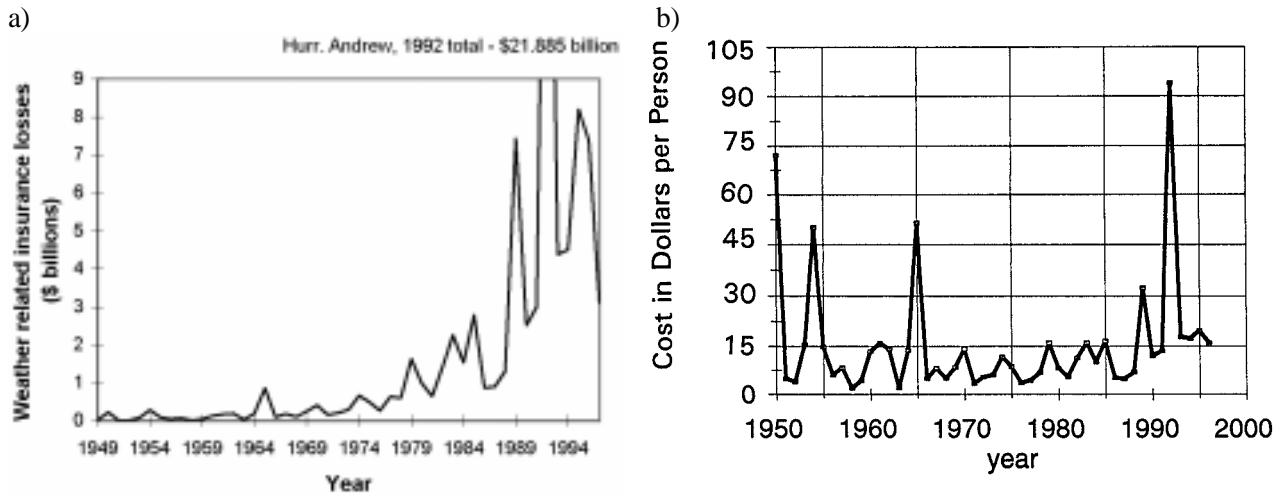 a)
Hurr. Andrew, 1992 total - $21.885 billion
Weather related insurance losses
($ billions)
9
8
7
6
5
4
3
2
1
0
1949 1954 1959 1964 1969 1974 1979 1984 1989 1994
Year
b)
Cost in Dollars per Person
105
90
75
60
45
30
15
0
1950 1960 1970 1980 1990 2000
year